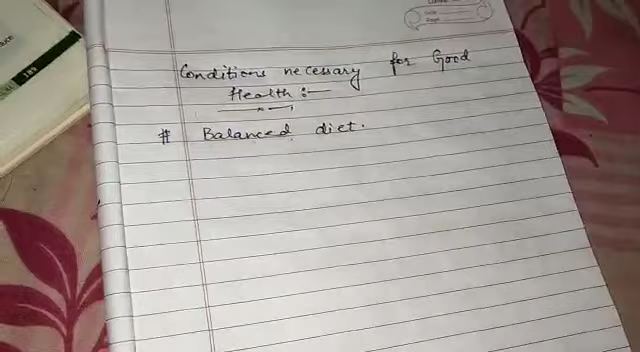 Conditions necessary for Good
Health :-
# Balanced diet.